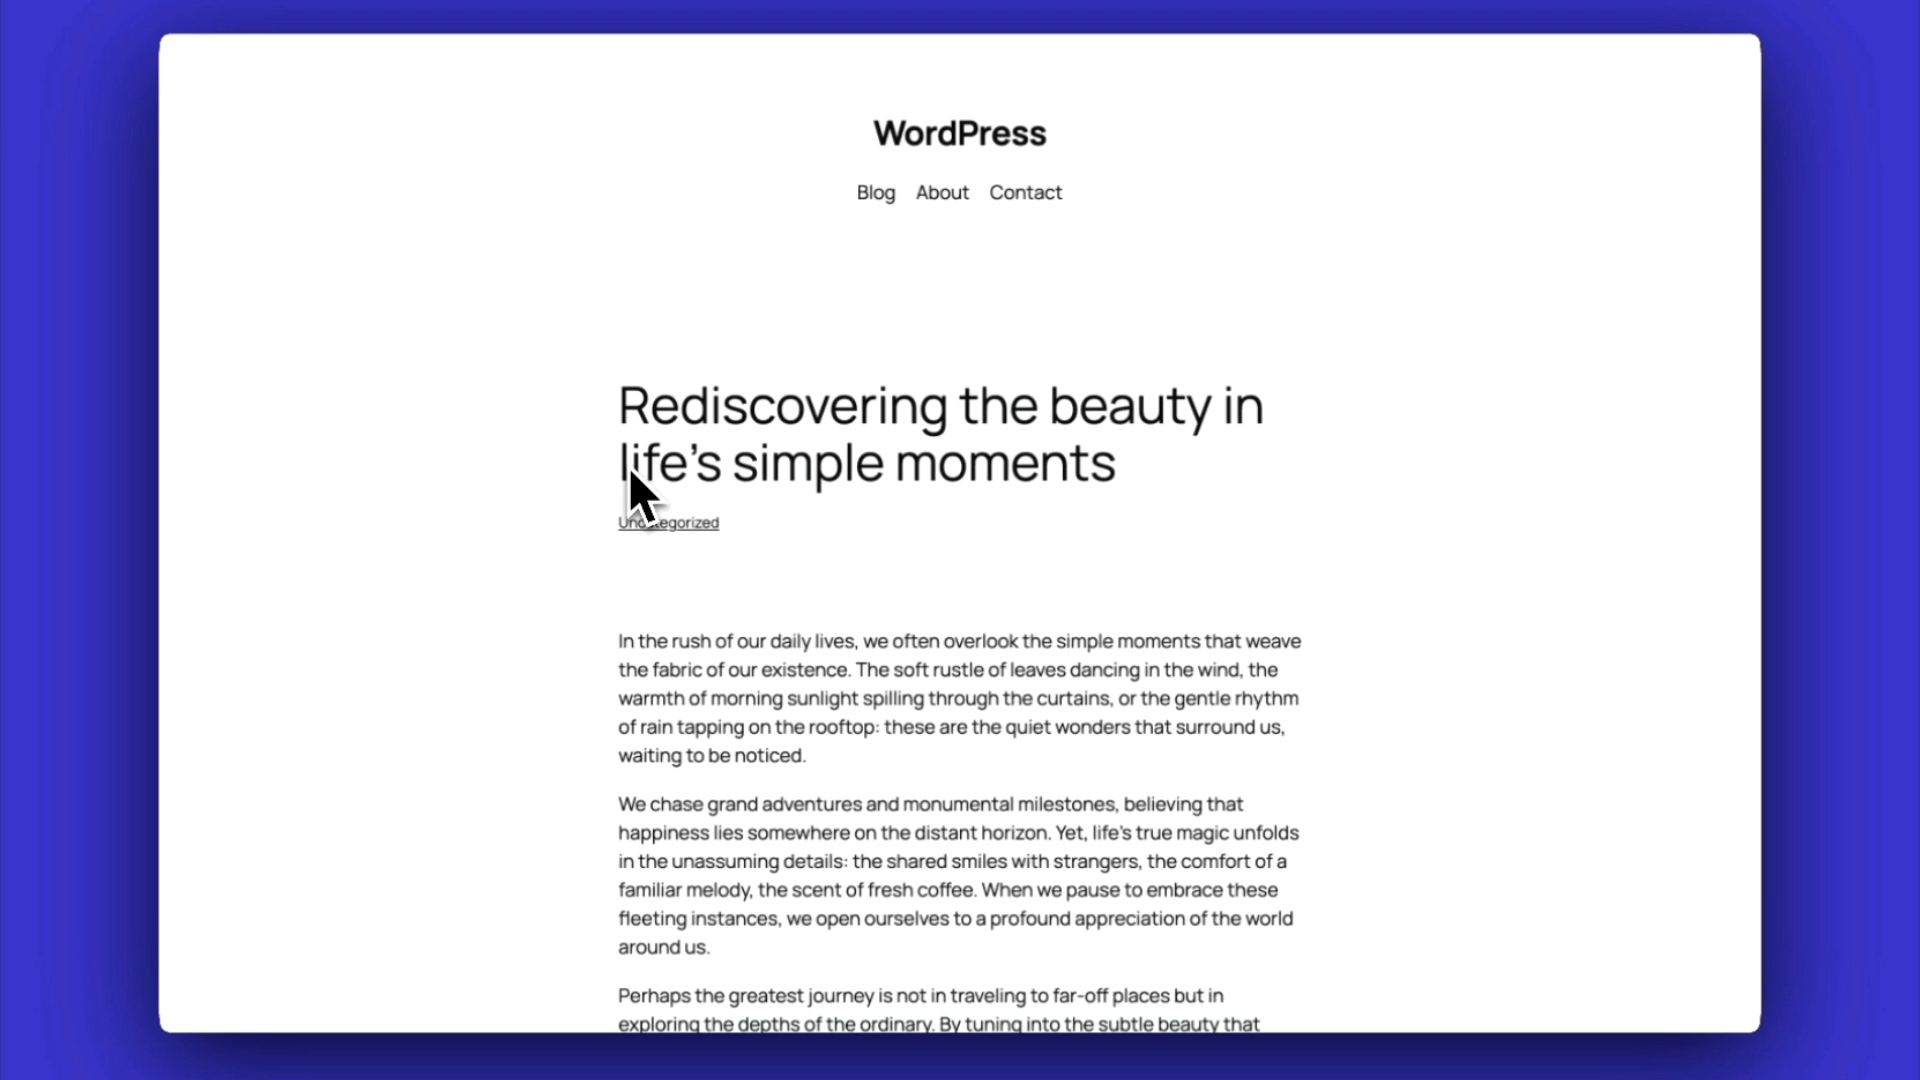 WordPress
Blog About Contact
Rediscovering the beauty in
life’s simple moments
Uncategorized
In the rush of our daily lives, we often overlook the simple moments that weave
the fabric of our existence. The soft rustle of leaves dancing in the wind, the
warmth of morning sunlight spilling through the curtains, or the gentle rhythm
of rain tapping on the rooftop: these are the quiet wonders that surround us,
waiting to be noticed.
We chase grand adventures and monumental milestones, believing that
happiness lies somewhere on the distant horizon. Yet, life’s true magic unfolds
in the unassuming details: the shared smiles with strangers, the comfort of a
familiar melody, the scent of fresh coffee. When we pause to embrace these
fleeting instances, we open ourselves to a profound appreciation of the world
around us.
Perhaps the greatest journey is not in traveling to far-off places but in
exploring the depths of the ordinary. By tuning into the subtle beauty that